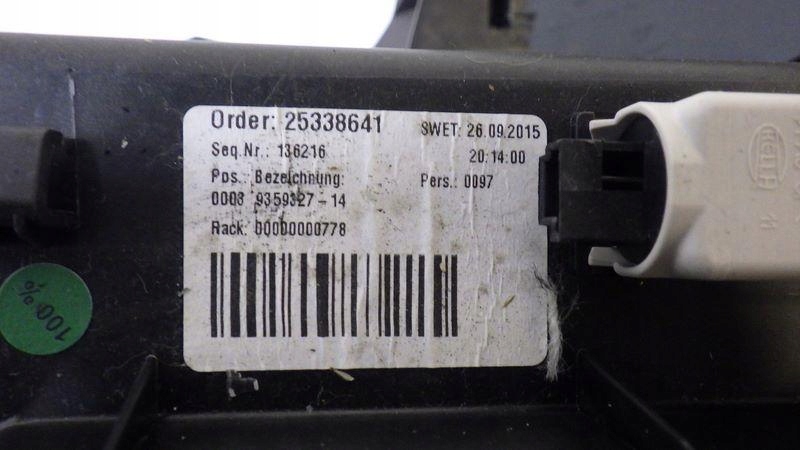 Order: 25338641
SWET: 26.09.2015
Seq.Nr.: 136216
20:14:00
Pos.: Bezeichnung:
Pers.: 0097
0003 9359327-14
Rack: 00000000778
100%
HELLA